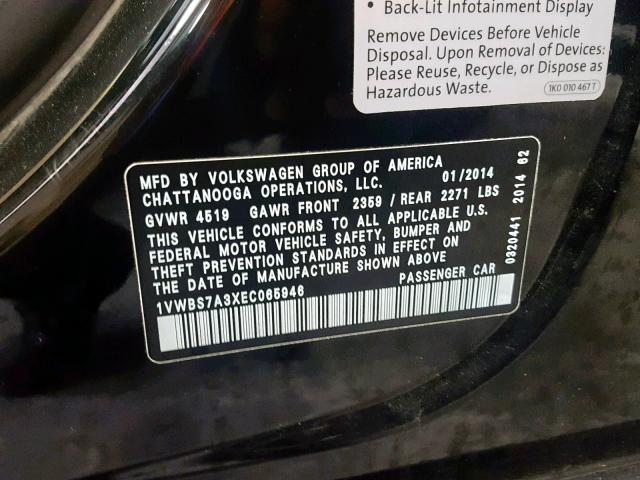 • Back-Lit Infotainment Display
Remove Devices Before Vehicle
Disposal. Upon Removal of Devices:
Please Reuse, Recycle, or Dispose as
Hazardous Waste.
1K0 010 467 T
MFD BY VOLKSWAGEN GROUP OF AMERICA
CHATTANOOGA OPERATIONS, LLC. 01/2014
GVWR 4519 GAWR FRONT 2359 / REAR 2271 LBS
THIS VEHICLE CONFORMS TO ALL APPLICABLE U.S.
FEDERAL MOTOR VEHICLE SAFETY, BUMPER AND
THEFT PREVENTION STANDARDS IN EFFECT ON
THE DATE OF MANUFACTURE SHOWN ABOVE
1VWBS7A3XEC065946 PASSENGER CAR
0320441 2014 62